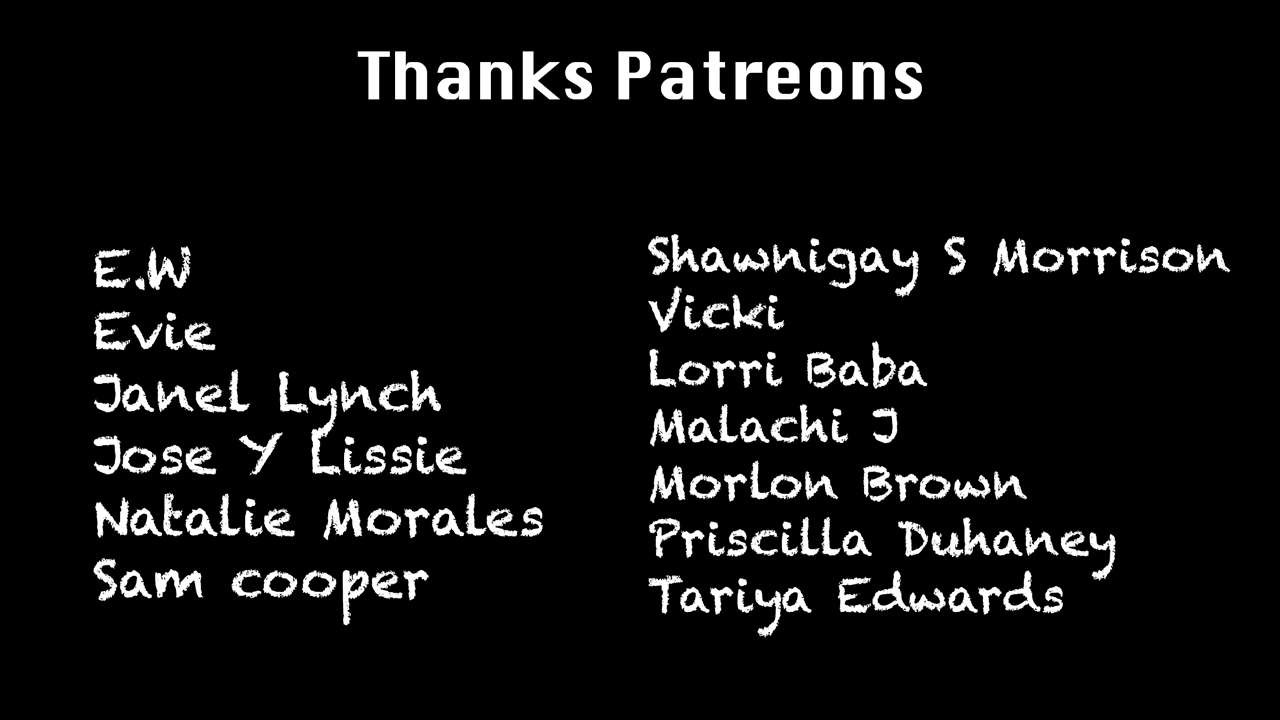 Thanks Patreons
E.W
Evie
Janel Lynch
Jose Y Lissie
Natalie Morales
Sam cooper
Shawnigay S Morrison
Vicki
Lorri Baba
Malachi J
Morlon Brown
Priscilla Duhaney
Tariya Edwards